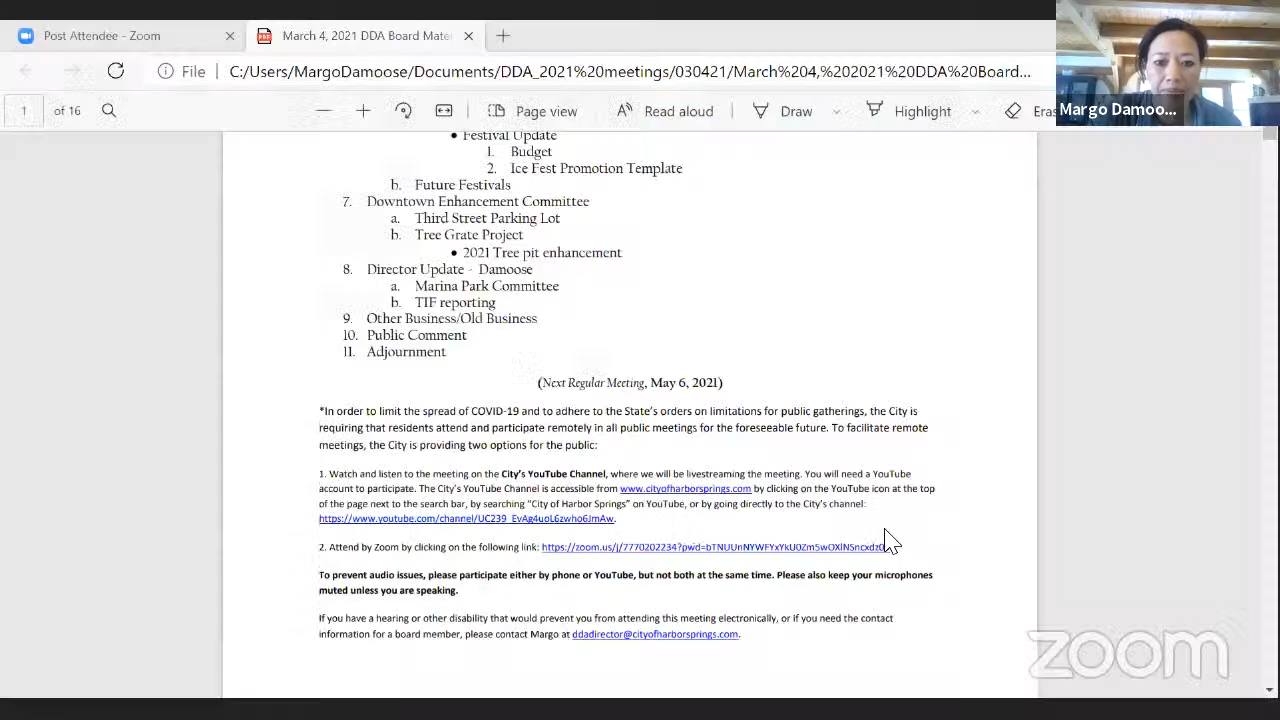 Post Attendee - Zoom
March 4, 2021 DDA Board Mate
File
C:/Users/MargoDamoose/Documents/DDA_2021%20meetings/030421/March%204,%202021%20DDA%20Board...
1 of 16
Page view
Read aloud
Draw
Highlight
Eras
Margo Damoo...
• Festival Update
1. Budget
2. Ice Fest Promotion Template
b. Future Festivals
7. Downtown Enhancement Committee
a. Third Street Parking Lot
b. Tree Grate Project
• 2021 Tree pit enhancement
8. Director Update - Damoose
a. Marina Park Committee
b. TIF reporting
9. Other Business/Old Business
10. Public Comment
11. Adjournment
(Next Regular Meeting, May 6, 2021)
*In order to limit the spread of COVID-19 and to adhere to the State's orders on limitations for public gatherings, the City is
requiring that residents attend and participate remotely in all public meetings for the foreseeable future. To facilitate remote
meetings, the City is providing two options for the public:
1. Watch and listen to the meeting on the City's YouTube Channel, where we will be livestreaming the meeting. You will need a YouTube
account to participate. The City's YouTube Channel is accessible from www.cityofharborsprings.com by clicking on the YouTube icon at the top
of the page next to the search bar, by searching "City of Harbor Springs" on YouTube, or by going directly to the City's channel:
https://www.youtube.com/channel/UC239_EvAg4uoL6zwho6JmAw.
2. Attend by Zoom by clicking on the following link: https://zoom.us/j/7770202234?pwd=bTNUUnNYWFYxYkU0Zm5wOXlNSncxdz0
To prevent audio issues, please participate either by phone or YouTube, but not both at the same time. Please also keep your microphones
muted unless you are speaking.
If you have a hearing or other disability that would prevent you from attending this meeting electronically, or if you need the contact
information for a board member, please contact Margo at ddadirector@cityofharborsprings.com.
zoom